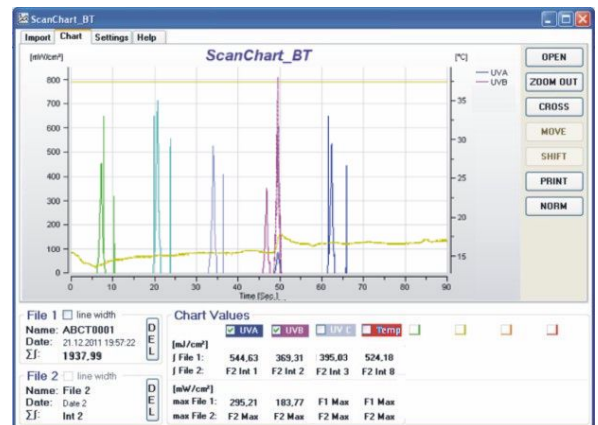 ScanChart_BT
Import Chart Settings Help
[mW/cm²] ScanChart_BT [°C]
UVA
UVB
800
700
600
500
400
300
200
100
0
35
30
25
20
15
0 10 20 30 40 50 60 70 80 90
Time [Sec.]
OPEN
ZOOM OUT
CROSS
MOVE
SHIFT
PRINT
NORM
File 1 line width
Name: ABCT0001
Date: 21.12.2011 19:57:22
Σ∫: 1937,99
DEL
File 2 line width
Name: File 2
Date: Date 2
Σ∫: Int 2
DEL
Chart Values
UVA UVB UV C Temp
[mJ/cm²]
∫ File 1: 544,63 369,31 395,03 524,18
∫ File 2: F2 Int 1 F2 Int 2 F2 Int 3 F2 Int 8
[mW/cm²]
max File 1: 295,21 183,77 F1 Max F1 Max
max File 2: F2 Max F2 Max F2 Max F2 Max